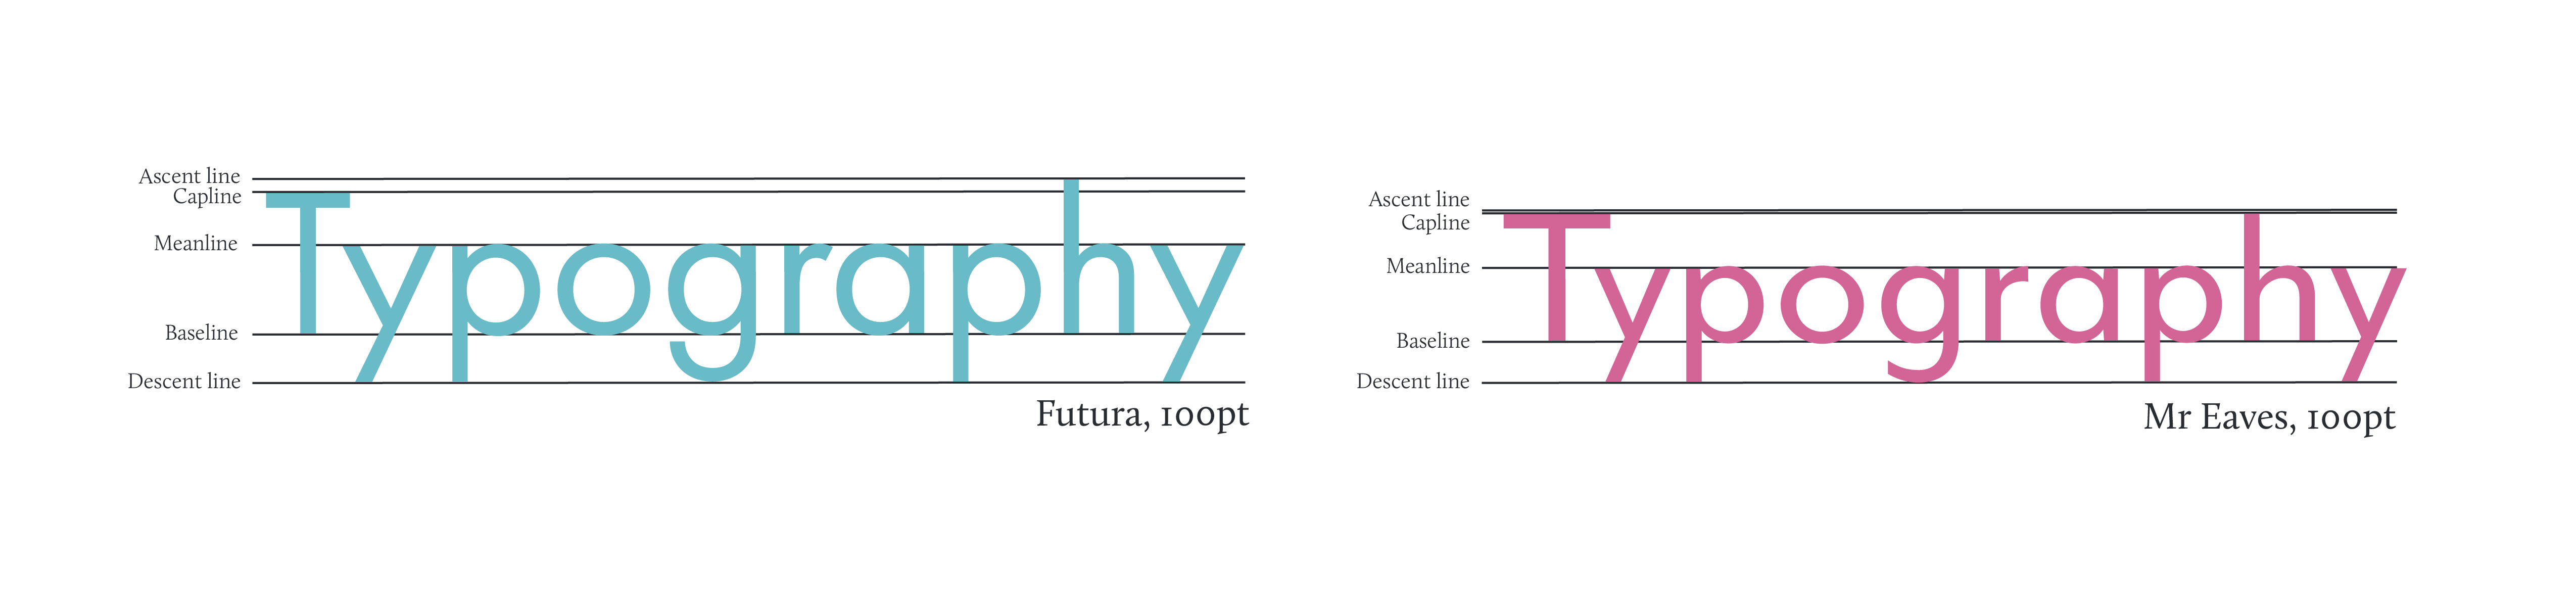 Ascent line
Capline
Meanline
Baseline
Descent line
Typography
Futura, 100pt
Ascent line
Capline
Meanline
Baseline
Descent line
Typography
Mr Eaves, 100pt